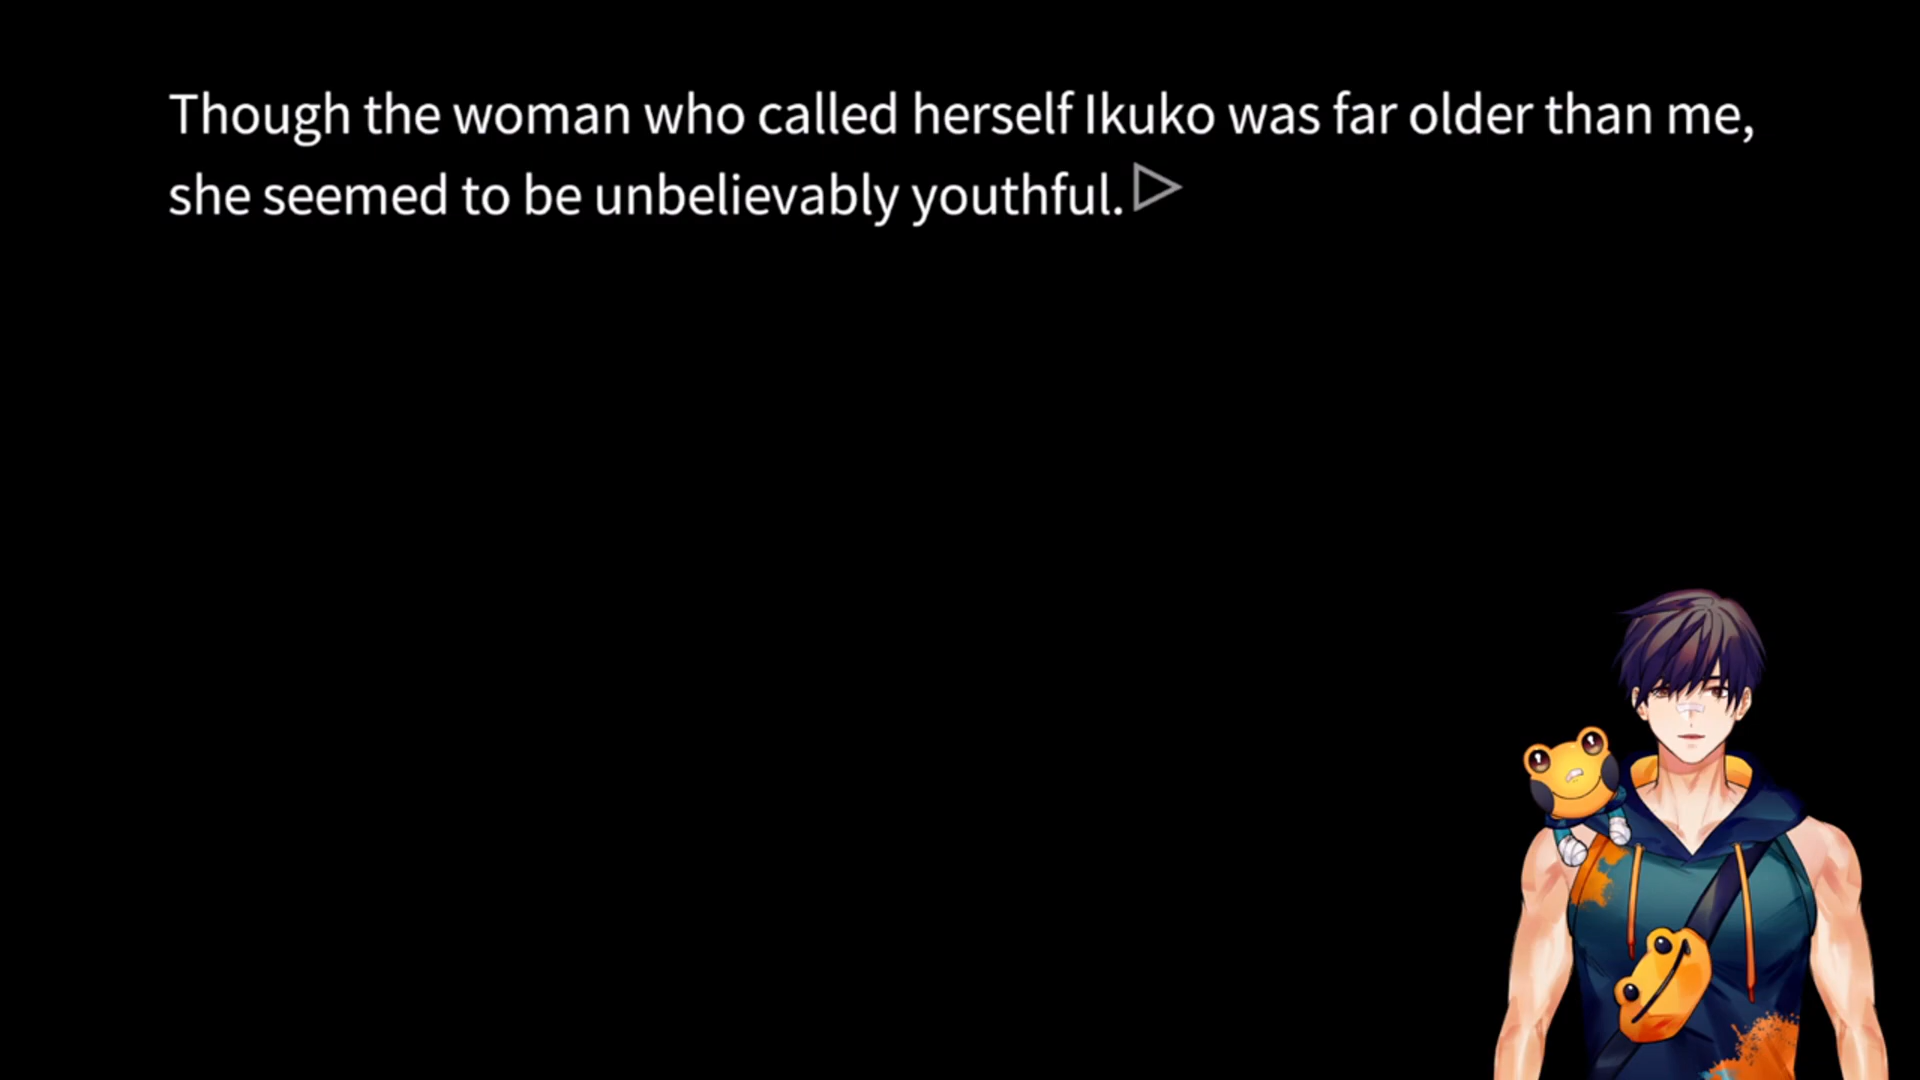 Though the woman who called herself Ikuko was far older than me,
she seemed to be unbelievably youthful.